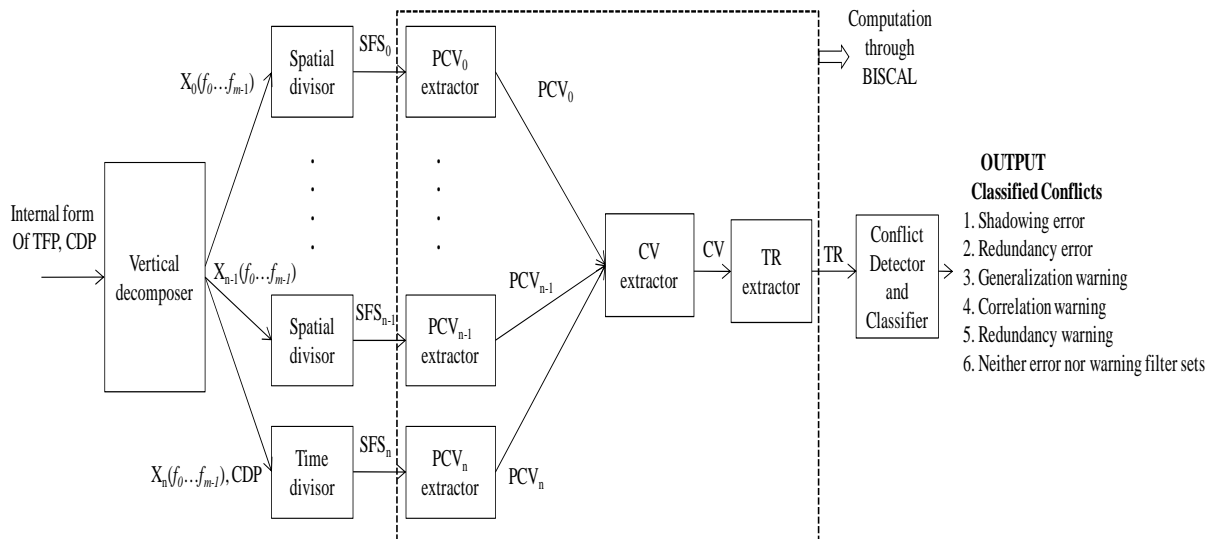 Internal form
Of TFP, CDP
Vertical
decomposer
X₀(f₀…fₘ₋₁)
Xₙ₋₁(f₀…fₘ₋₁)
Xₙ(f₀…fₘ₋₁), CDP
Spatial
divisor
Spatial
divisor
Time
divisor
SFS₀
SFSₙ₋₁
SFSₙ
PCV₀
extractor
PCVₙ₋₁
extractor
PCVₙ
extractor
PCV₀
PCVₙ₋₁
PCVₙ
CV
extractor
CV
TR
extractor
TR
Computation
through
BISCAL
Conflict
Detector
and
Classifier
OUTPUT
Classified Conflicts
1. Shadowing error
2. Redundancy error
3. Generalization warning
4. Correlation warning
5. Redundancy warning
6. Neither error nor warning filter sets